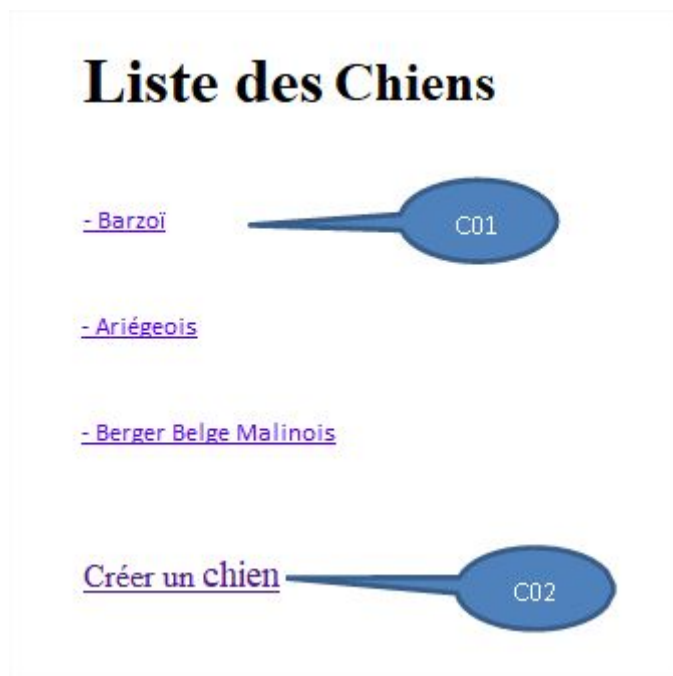 Liste des Chiens
- Barzoï
C01
- Ariégeois
- Berger Belge Malinois
Créer un chien
C02